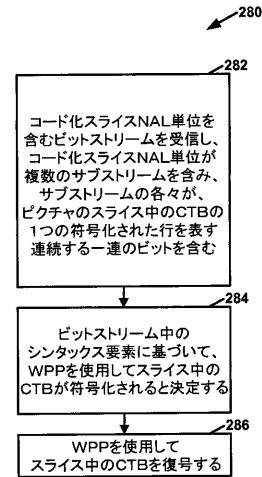 280
282
コード化スライスNAL単位を
含むビットストリームを受信し、
コード化スライスNAL単位が
複数のサブストリームを含み、
サブストリームの各々が、
ピクチャのスライス中のCTBの
1つの符号化された行を表す
連続する一連のビットを含む
284
ビットストリーム中の
シンタックス要素に基づいて、
WPPを使用してスライス中の
CTBが符号化されると決定する
286
WPPを使用して
スライス中のCTBを復号する